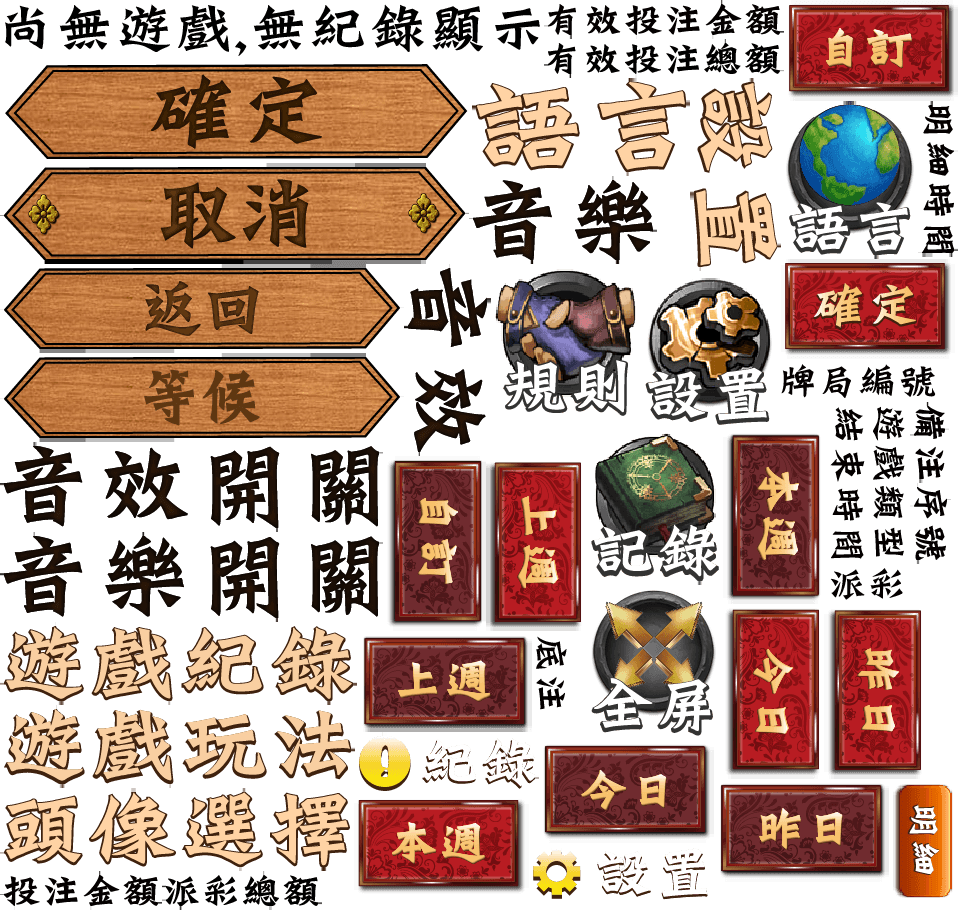 尚無遊戲,無紀錄顯示
有效投注金額
有效投注總額
自訂
確定
語言
設置
明細時間
語言
取消
音樂
返回
音效
規則
設置
確定
等候
牌局編號
備注序號
遊戲類型
結束時間
派彩
音效開關
自訂
上週
記錄
本週
音樂開關
遊戲紀錄
上週
底注
全屏
今日
昨日
遊戲玩法
紀錄
今日
昨日
頭像選擇
本週
設置
明細
投注金額派彩總額